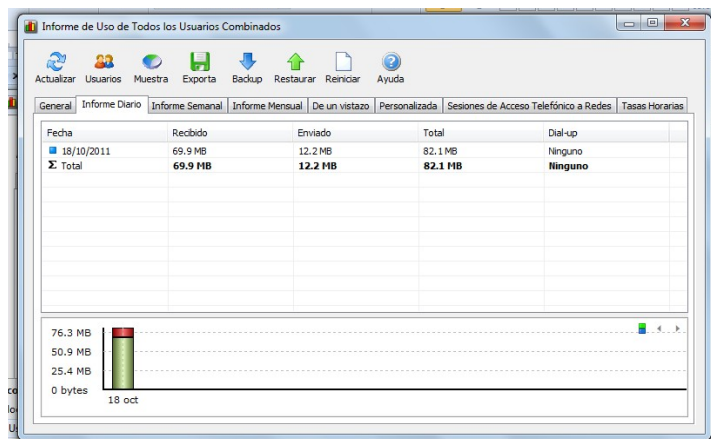 Informe de Uso de Todos los Usuarios Combinados
Actualizar Usuarios Muestra Exporta Backup Restaurar Reiniciar Ayuda
General Informe Diario Informe Semanal Informe Mensual De un vistazo Personalizada Sesiones de Acceso Telefónico a Redes Tasas Horarias
Fecha Recibido Enviado Total Dial-up
18/10/2011 69.9 MB 12.2 MB 82.1 MB Ninguno
Σ Total 69.9 MB 12.2 MB 82.1 MB Ninguno
76.3 MB
50.9 MB
25.4 MB
0 bytes
18 oct